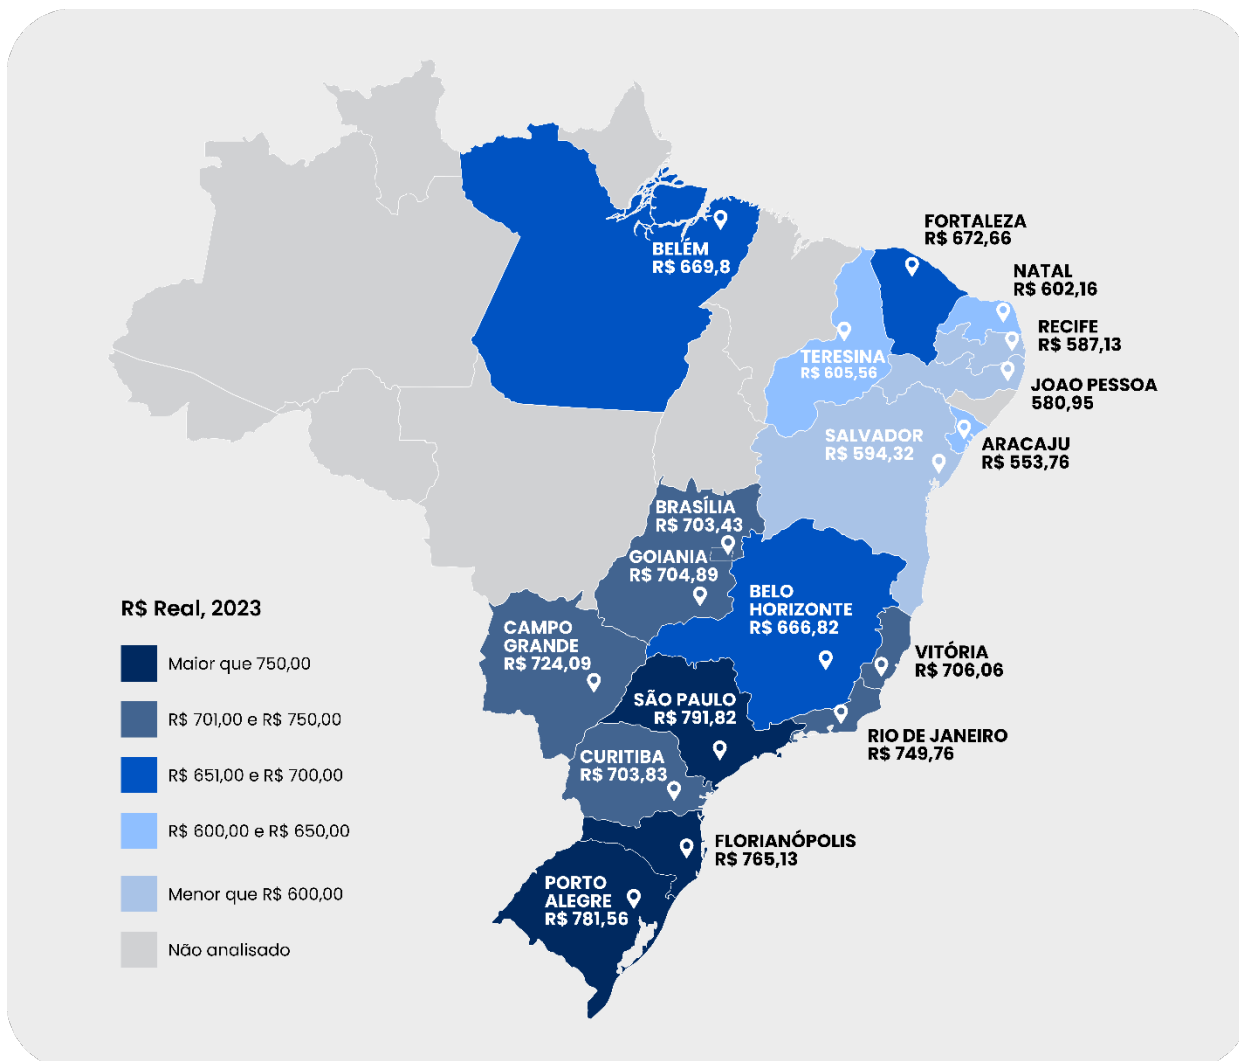 FORTALEZA
R$ 672,66
BELÉM
R$ 669,8
NATAL
R$ 602,16
RECIFE
R$ 587,13
TERESINA
R$ 605,56
JOAO PESSOA
580,95
SALVADOR
R$ 594,32
ARACAJU
R$ 553,76
BRASÍLIA
R$ 703,43
GOIANIA
R$ 704,89
BELO
HORIZONTE
R$ 666,82
CAMPO
GRANDE
R$ 724,09
VITÓRIA
R$ 706,06
SÃO PAULO
R$ 791,82
RIO DE JANEIRO
R$ 749,76
CURITIBA
R$ 703,83
FLORIANÓPOLIS
R$ 765,13
PORTO
ALEGRE
R$ 781,56
R$ Real, 2023
Maior que 750,00
R$ 701,00 e R$ 750,00
R$ 651,00 e R$ 700,00
R$ 600,00 e R$ 650,00
Menor que R$ 600,00
Não analisado